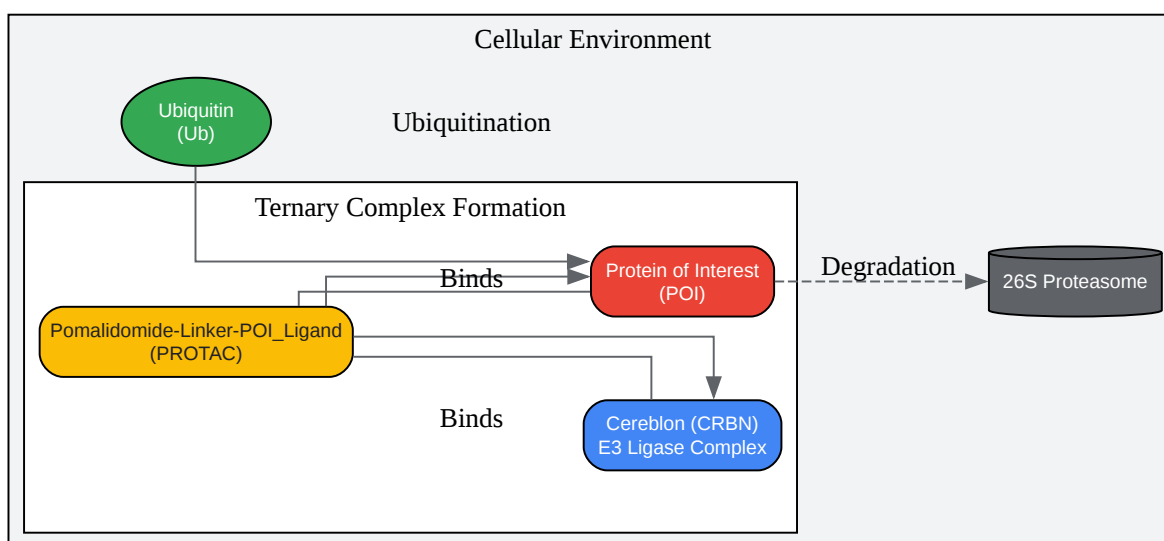 Cellular Environment
Ubiquitin
(Ub)
Ubiquitination
Ternary Complex Formation
Protein of Interest
(POI)
Binds
Degradation
26S Proteasome
Pomalidomide-Linker-POI_Ligand
(PROTAC)
Binds
Cereblon (CRBN)
E3 Ligase Complex